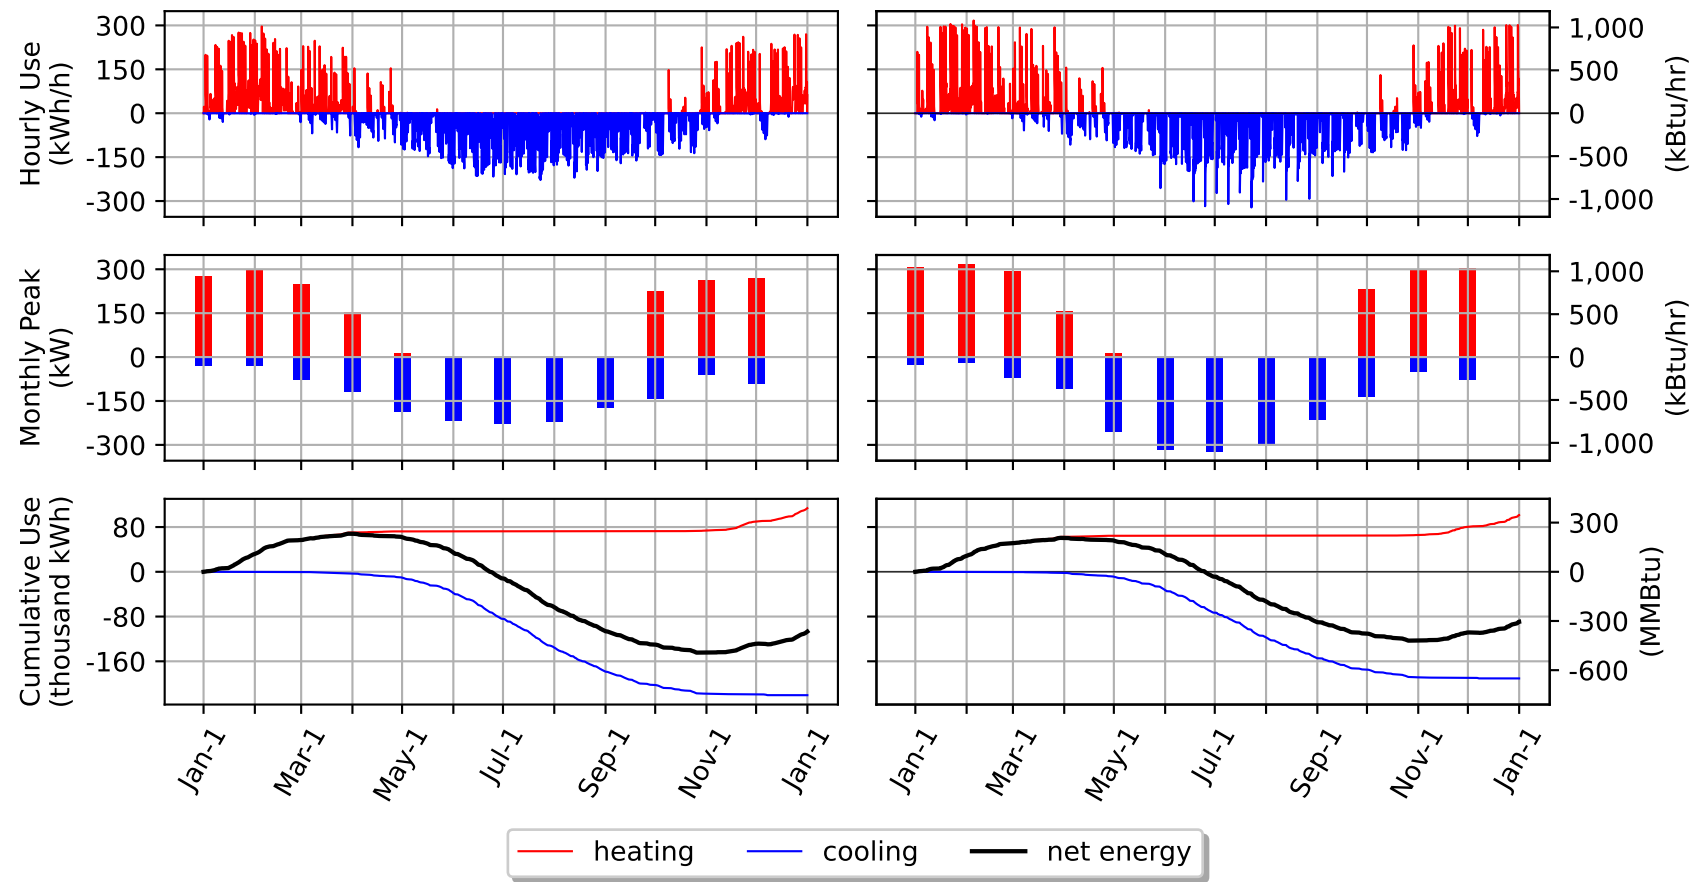 Hourly Use
(kWh/h)
300
150
0
-150
-300
1,000
500
0
-500
-1,000
(kBtu/hr)
Monthly Peak
(kW)
300
150
0
-150
-300
1,000
500
0
-500
-1,000
(kBtu/hr)
Cumulative Use
(thousand kWh)
80
0
-80
-160
300
0
-300
-600
(MMBtu)
Jan-1
Mar-1
May-1
Jul-1
Sep-1
Nov-1
Jan-1
Jan-1
Mar-1
May-1
Jul-1
Sep-1
Nov-1
Jan-1
heating cooling net energy